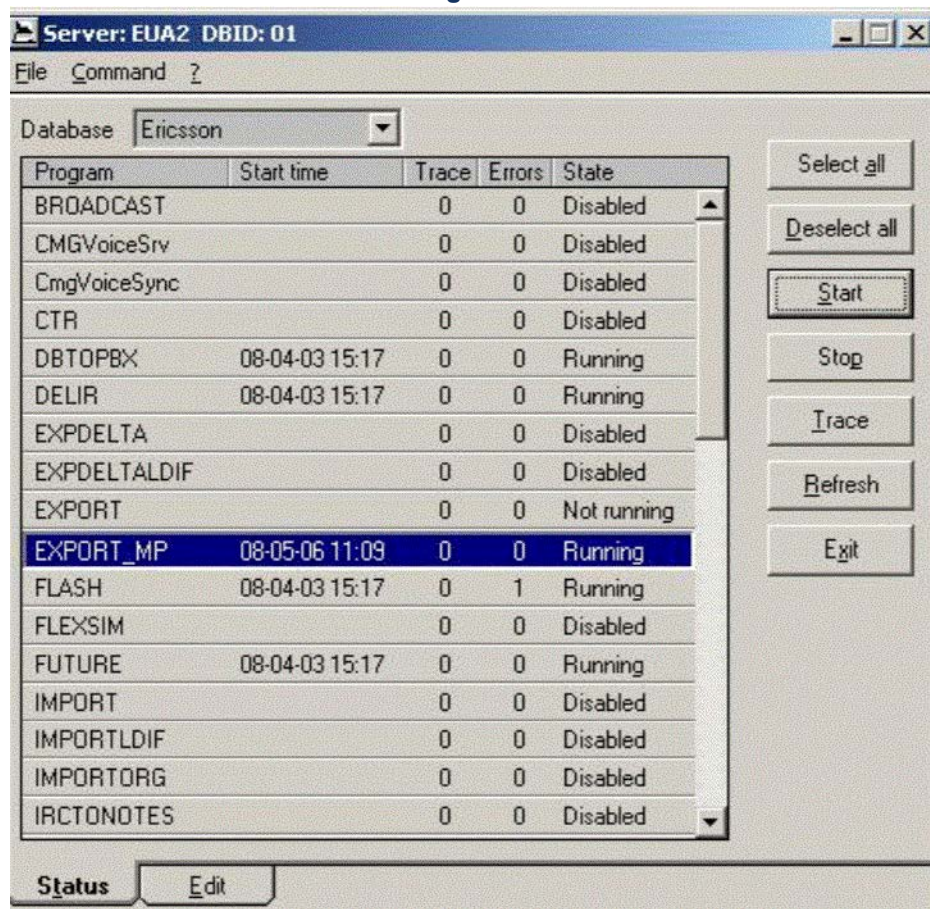 Server: EUA2 DBID: 01
File Command ?
Database Ericsson
Program Start time Trace Errors State
BROADCAST 0 0 Disabled
CMGVoiceSrv 0 0 Disabled
CmgVoiceSync 0 0 Disabled
CTR 0 0 Disabled
DBTOPBX 08-04-03 15:17 0 0 Running
DELIR 08-04-03 15:17 0 0 Running
EXPDELTA 0 0 Disabled
EXPDELTALDIF 0 0 Disabled
EXPORT 0 0 Not running
EXPORT_MP 08-05-06 11:09 0 0 Running
FLASH 08-04-03 15:17 0 1 Running
FLEXSIM 0 0 Disabled
FUTURE 08-04-03 15:17 0 0 Running
IMPORT 0 0 Disabled
IMPORTLDIF 0 0 Disabled
IMPORTORG 0 0 Disabled
IRCTONOTES 0 0 Disabled
Select all
Deselect all
Start
Stop
Trace
Refresh
Exit
Status Edit